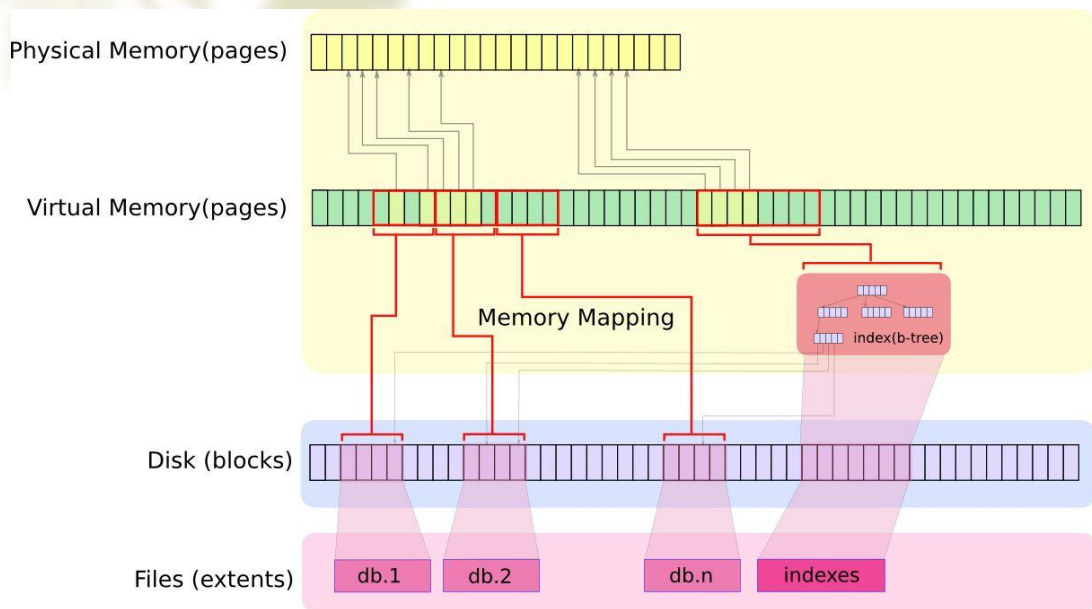 Physical Memory(pages)
Virtual Memory(pages)
Memory Mapping
index(b-tree)
Disk (blocks)
Files (extents)
db.1
db.2
db.n
indexes